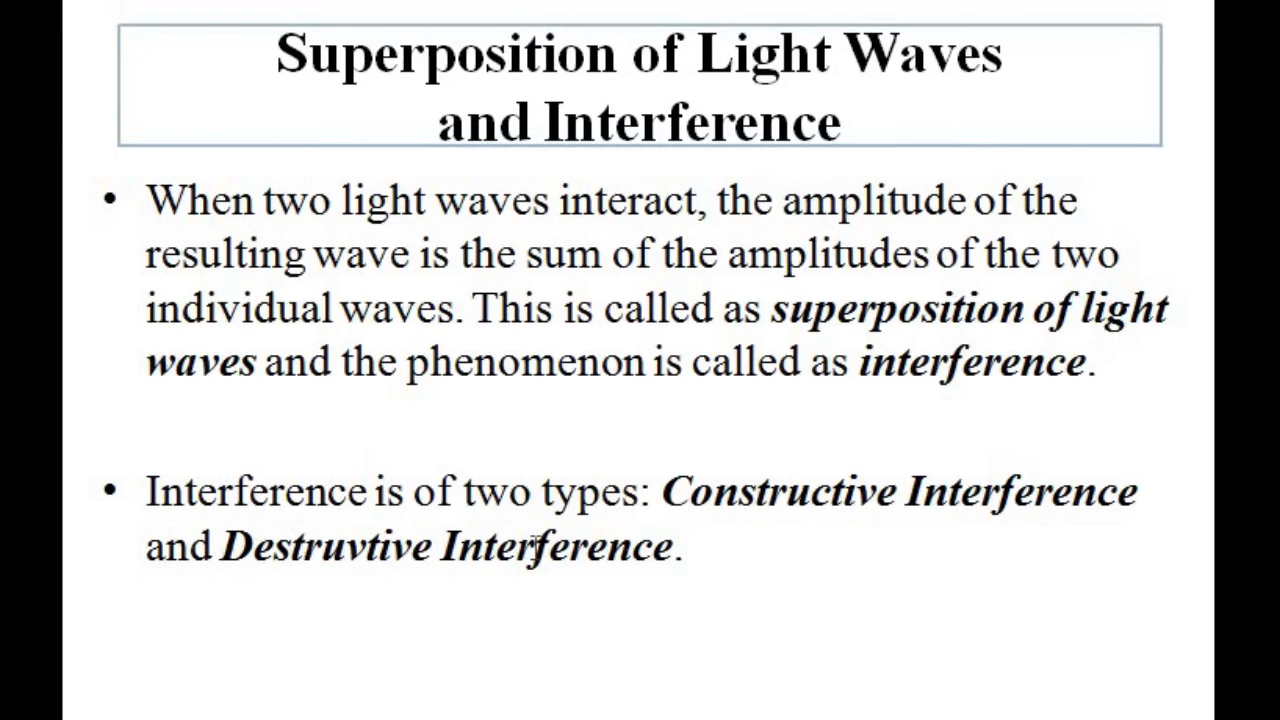 Superposition of Light Waves
and Interference
• When two light waves interact, the amplitude of the
resulting wave is the sum of the amplitudes of the two
individual waves. This is called as superposition of light
waves and the phenomenon is called as interference.
• Interference is of two types: Constructive Interference
and Destruvtive Interference.